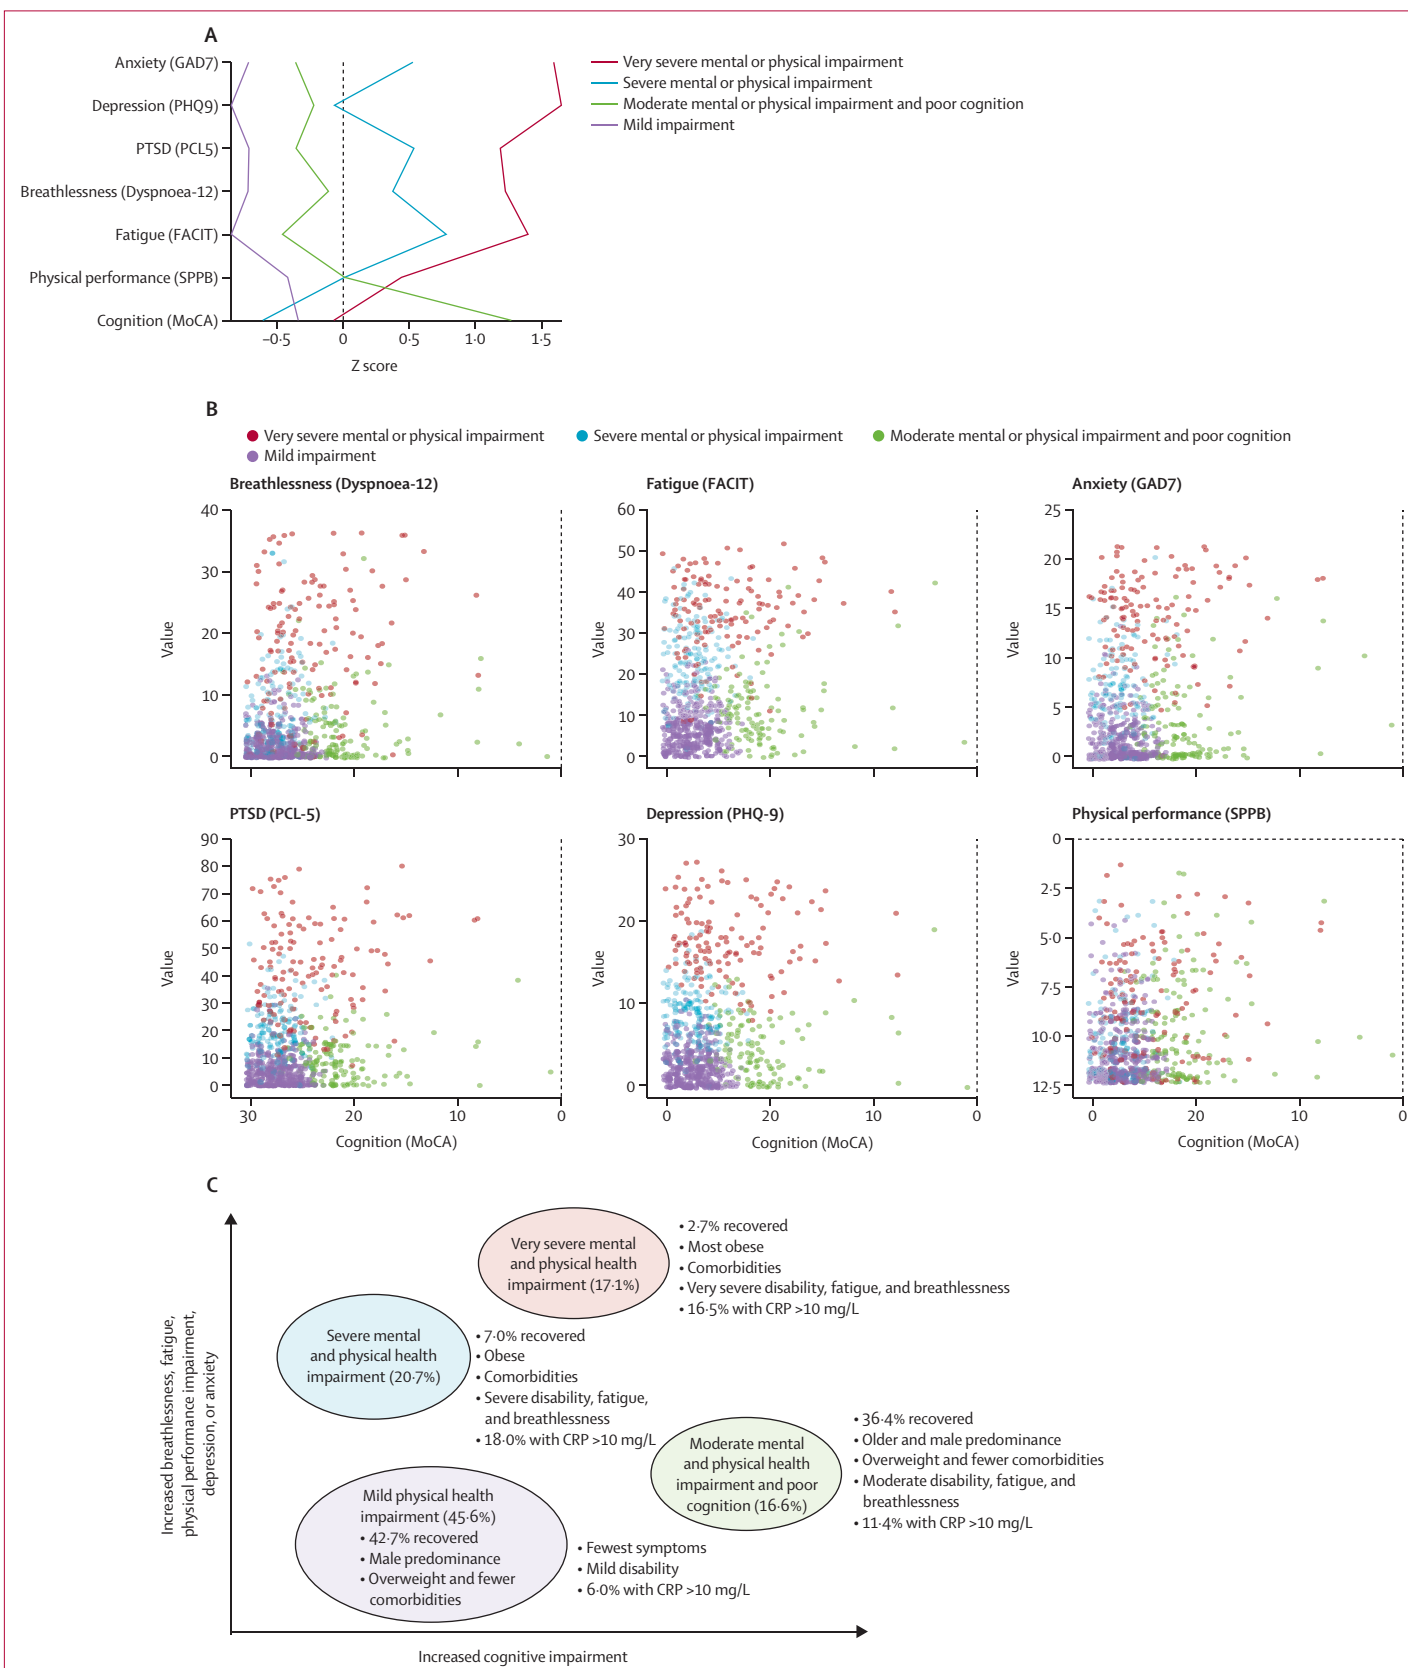 A
Anxiety (GAD7)
Depression (PHQ9)
PTSD (PCL5)
Breathlessness (Dyspnoea-12)
Fatigue (FACIT)
Physical performance (SPPB)
Cognition (MoCA)
–0·5
0
0·5
1·0
1·5
Z score
Very severe mental or physical impairment
Severe mental or physical impairment
Moderate mental or physical impairment and poor cognition
Mild impairment
B
Very severe mental or physical impairment
Severe mental or physical impairment
Moderate mental or physical impairment and poor cognition
Mild impairment
Breathlessness (Dyspnoea-12)
Value
40
30
20
10
0
Fatigue (FACIT)
Value
60
50
40
30
20
10
0
Anxiety (GAD7)
Value
25
20
15
10
5
0
PTSD (PCL-5)
Value
90
80
70
60
50
40
30
20
10
0
30
20
10
0
Cognition (MoCA)
Depression (PHQ-9)
Value
30
20
10
0
0
20
10
0
Cognition (MoCA)
Physical performance (SPPB)
Value
0
2·5
5·0
7·5
10·0
12·5
0
20
10
0
Cognition (MoCA)
C
Increased breathlessness, fatigue,
physical performance impairment,
depression, or anxiety
Very severe mental
and physical health
impairment (17·1%)
• 2·7% recovered
• Most obese
• Comorbidities
• Very severe disability, fatigue, and breathlessness
• 16·5% with CRP >10 mg/L
Severe mental
and physical health
impairment (20·7%)
• 7·0% recovered
• Obese
• Comorbidities
• Severe disability, fatigue,
and breathlessness
• 18·0% with CRP >10 mg/L
Moderate mental
and physical health
impairment and poor
cognition (16·6%)
• 36·4% recovered
• Older and male predominance
• Overweight and fewer comorbidities
• Moderate disability, fatigue, and
breathlessness
• 11·4% with CRP >10 mg/L
Mild physical health
impairment (45·6%)
• 42·7% recovered
• Male predominance
• Overweight and fewer
comorbidities
• Fewest symptoms
• Mild disability
• 6·0% with CRP >10 mg/L
Increased cognitive impairment